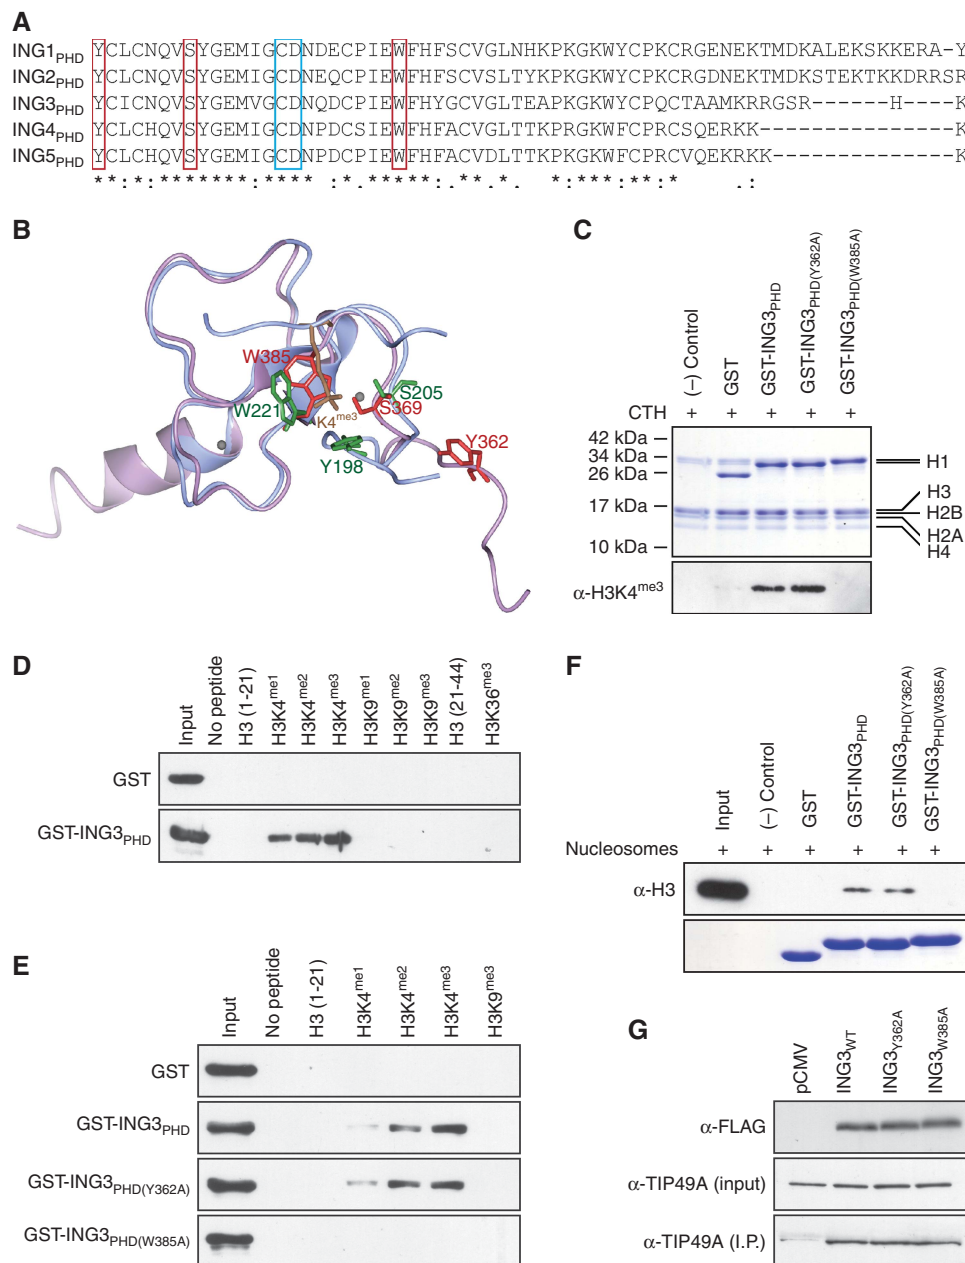 A
ING1PHD YCLCNQVSYGEMIGCDNDECPIEWFHFSCVGLNHKPKGKWYCPKCRGENEKTMDKALEKSKKERA-Y
ING2PHD YCLCNQVSYGEMIGCDNEQCPIEWFHFSCVSLTYKPKGKWYCPKCRGDNEKTMDKSTEKTKKDRRSR
ING3PHD YCICNQVSYGEMVGCDNQDCPIEWFHYGCVGLTEAPKGKWYCPQCTAAMKRRGSR------H---K
ING4PHD YCLCHQVSYGEMIGCDNPDCSIEWFHFACVGLTTKPRGKWFCPRCSQERKK---------------K
ING5PHD YCLCHQVSYGEMIGCDNPDCPIEWFHFACVDLTTKPKGKWFCPRCVQEKRKK--------------K
B
W385
W221
K4me3
S205
S369
Y198
Y362
C
(–) Control
GST
GST-ING3PHD
GST-ING3PHD(Y362A)
GST-ING3PHD(W385A)
CTH + + + + +
42 kDa
34 kDa
26 kDa
17 kDa
10 kDa
H1
H3
H2B
H2A
H4
α-H3K4me3
D
Input
No peptide
H3 (1-21)
H3K4me1
H3K4me2
H3K4me3
H3K9me1
H3K9me2
H3K9me3
H3 (21-44)
H3K36me3
GST
GST-ING3PHD
E
Input
No peptide
H3 (1-21)
H3K4me1
H3K4me2
H3K4me3
H3K9me3
GST
GST-ING3PHD
GST-ING3PHD(Y362A)
GST-ING3PHD(W385A)
F
Input
(–) Control
GST
GST-ING3PHD
GST-ING3PHD(Y362A)
GST-ING3PHD(W385A)
Nucleosomes + + + + + +
α-H3
G
pCMV
ING3WT
ING3Y362A
ING3W385A
α-FLAG
α-TIP49A (input)
α-TIP49A (I.P.)